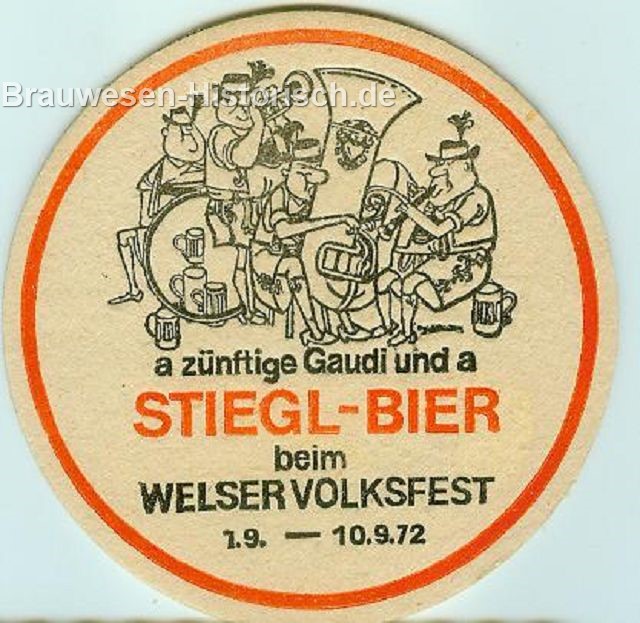 Brauwesen-Historisch.de
a zünftige Gaudi und a
STIEGL-BIER
beim
WELSER VOLKSFEST
1.9. — 10.9.72